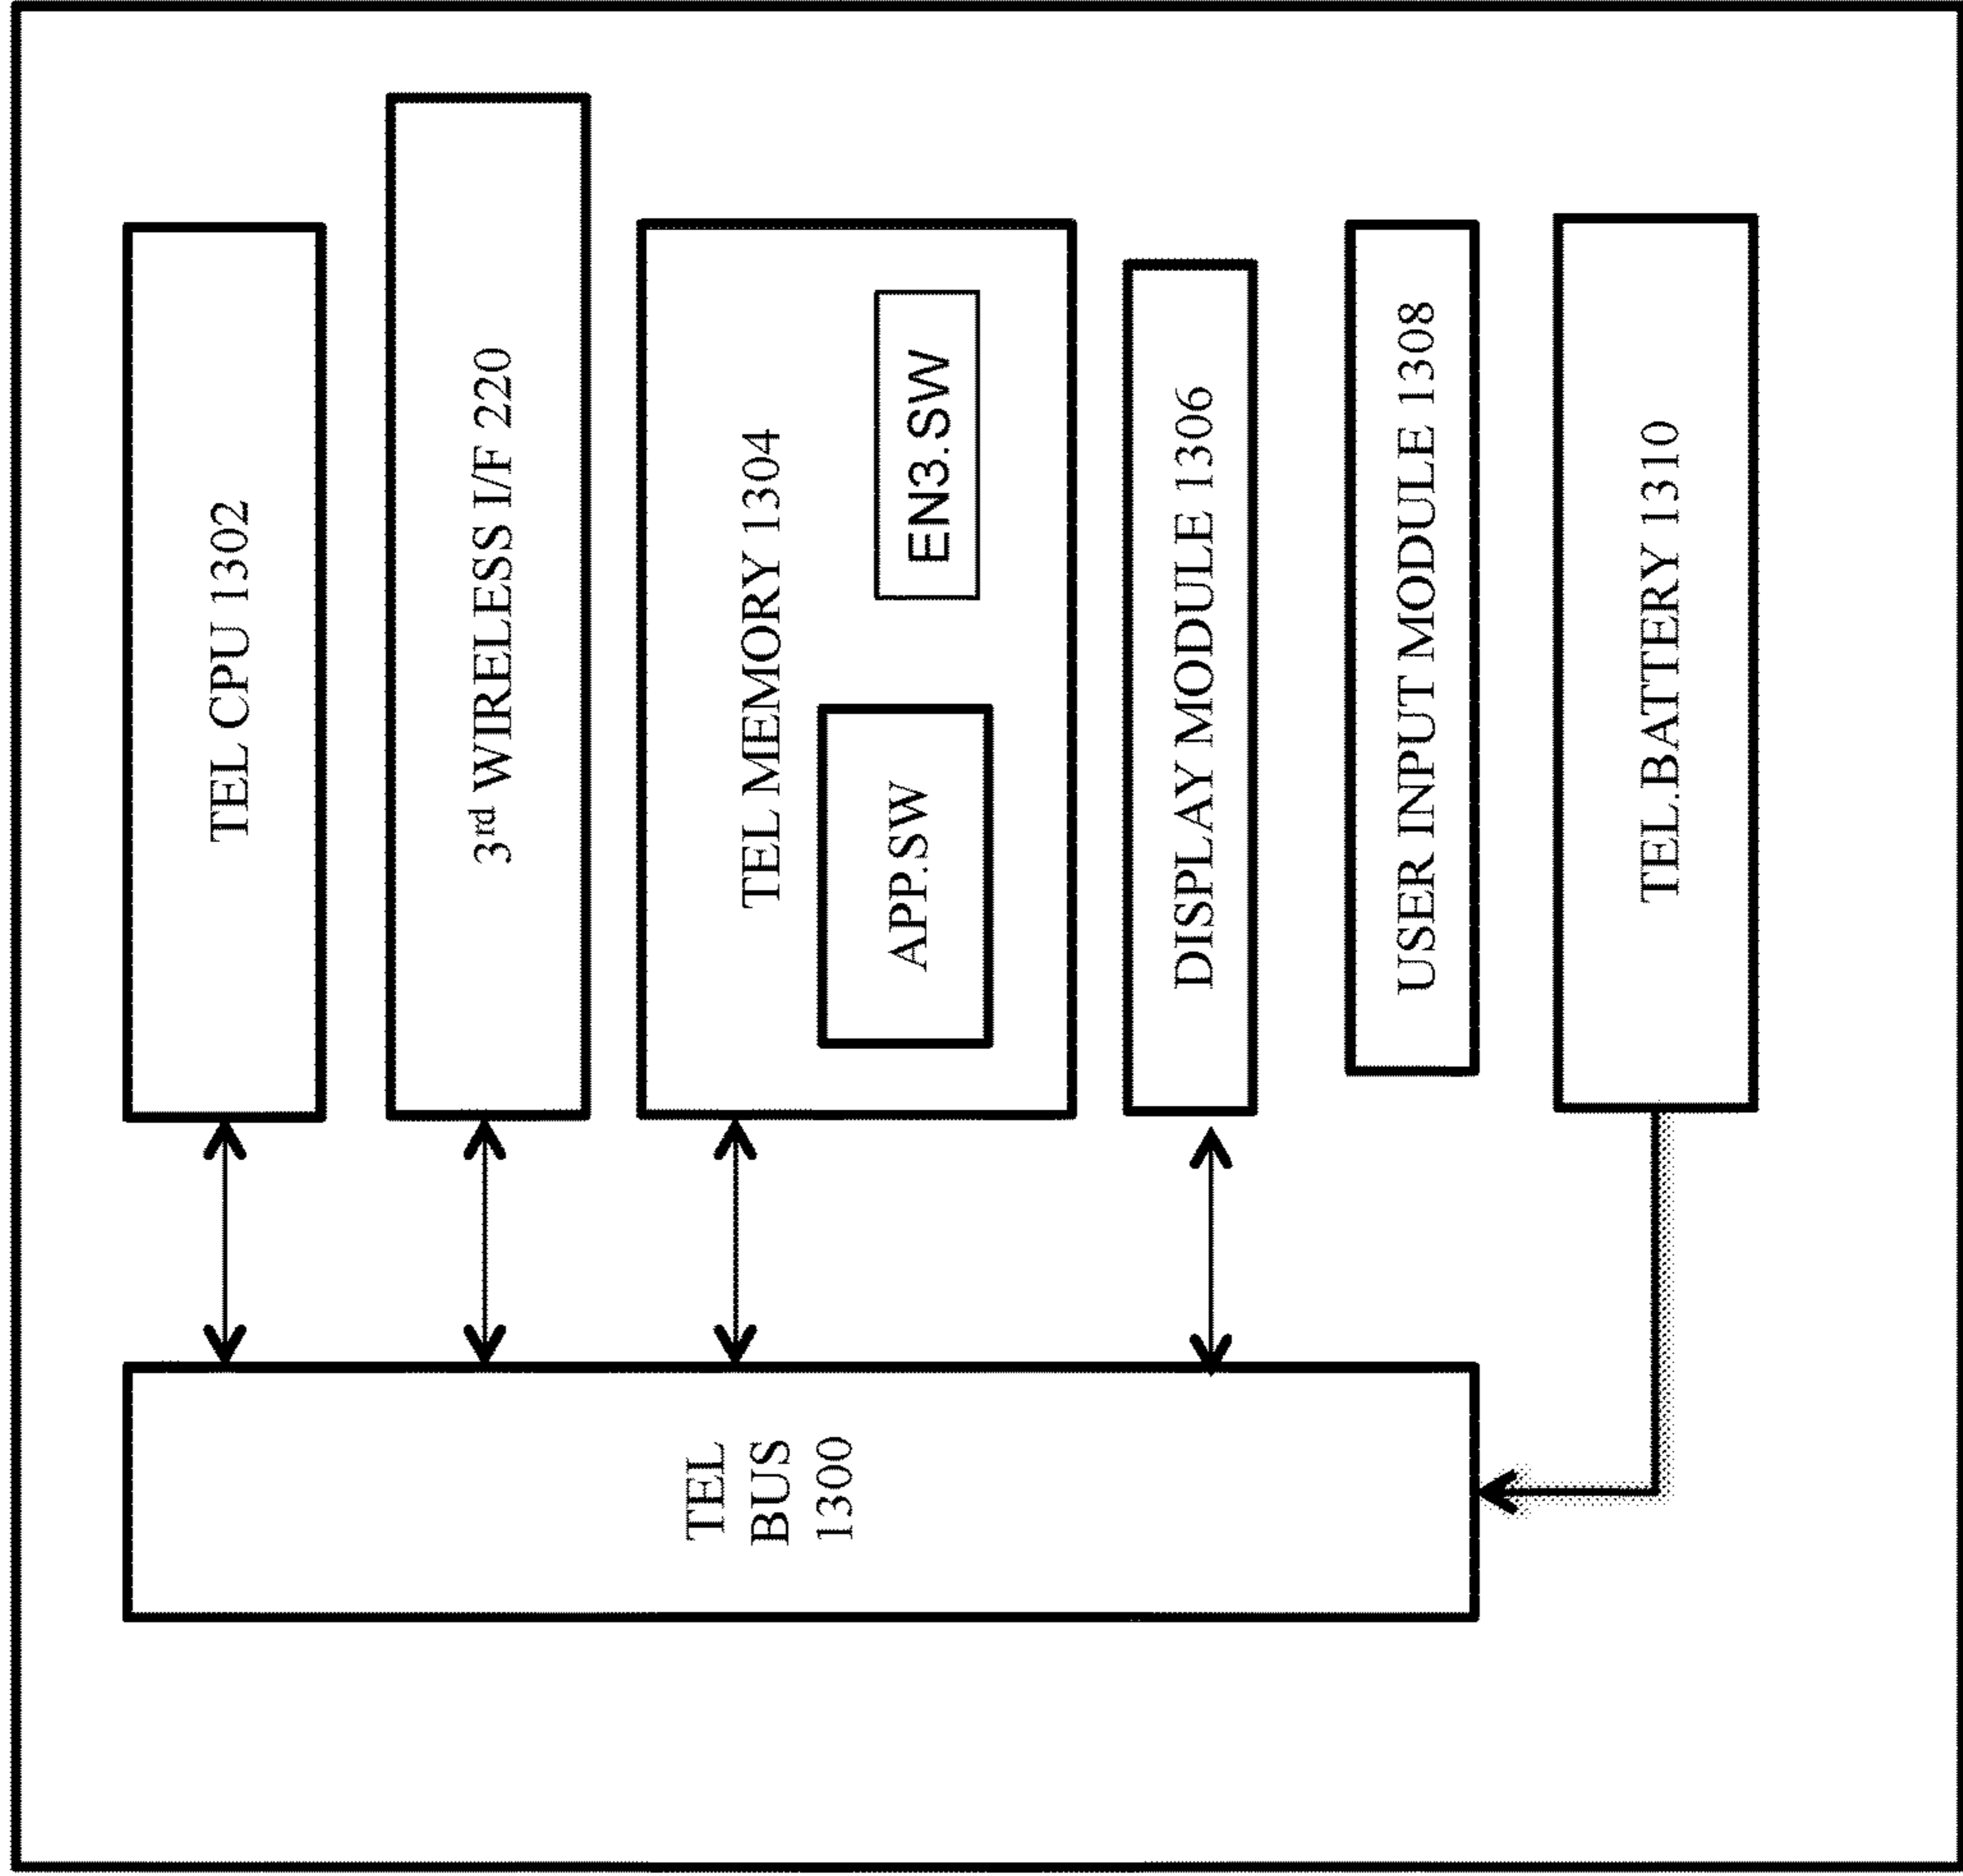 TEL CPU 1302
3rd WIRELESS I/F 220
TEL MEMORY 1304
APP.SW
EN3.SW
DISPLAY MODULE 1306
USER INPUT MODULE 1308
TEL.BATTERY 1310
TEL
BUS
1300